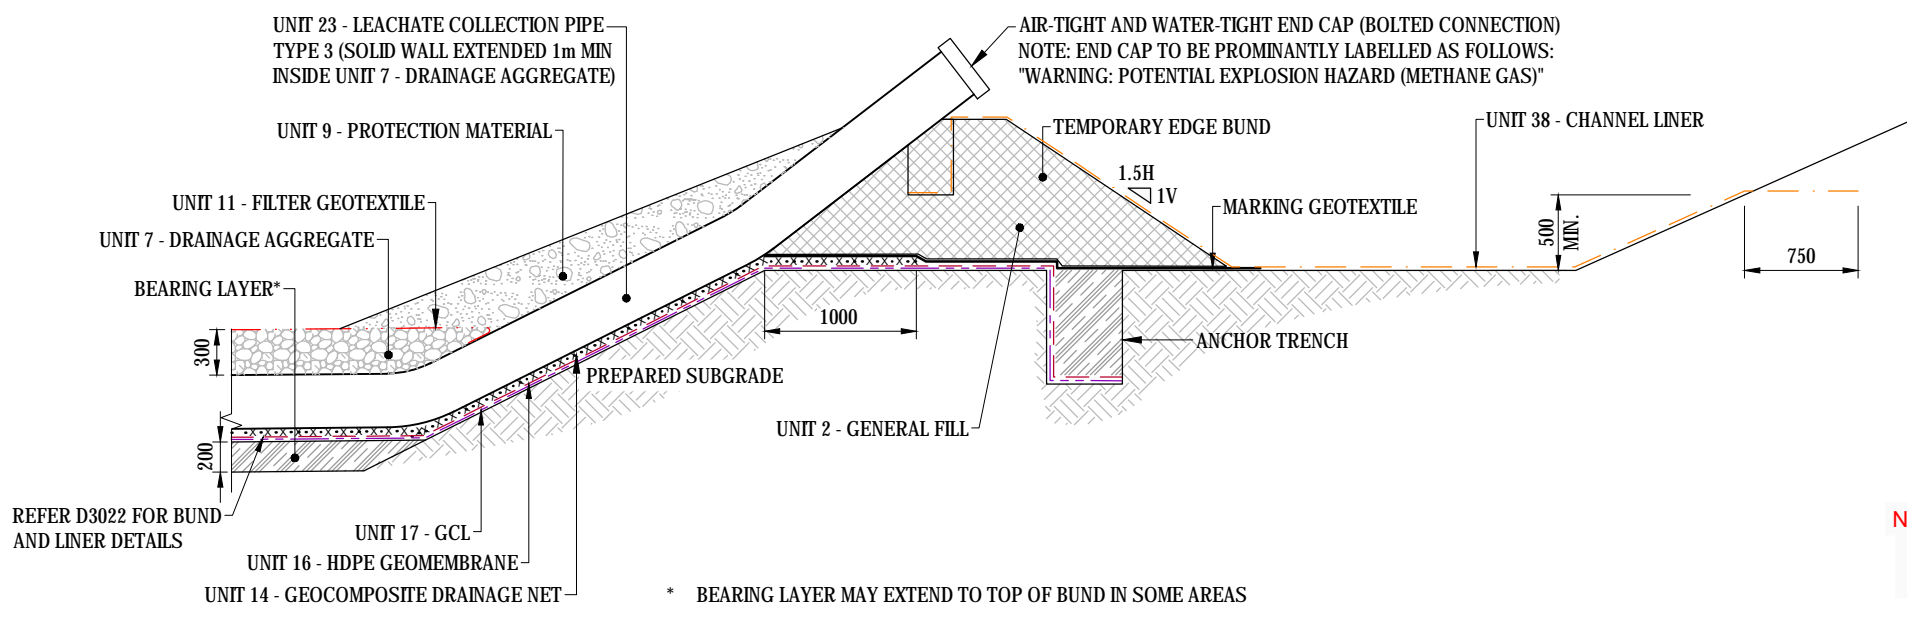 UNIT 23 - LEACHATE COLLECTION PIPE
TYPE 3 (SOLID WALL EXTENDED 1m MIN
INSIDE UNIT 7 - DRAINAGE AGGREGATE)
AIR-TIGHT AND WATER-TIGHT END CAP (BOLTED CONNECTION)
NOTE: END CAP TO BE PROMINANTLY LABELLED AS FOLLOWS:
"WARNING: POTENTIAL EXPLOSION HAZARD (METHANE GAS)"
UNIT 9 - PROTECTION MATERIAL
TEMPORARY EDGE BUND
UNIT 38 - CHANNEL LINER
1.5H
1V
UNIT 11 - FILTER GEOTEXTILE
MARKING GEOTEXTILE
UNIT 7 - DRAINAGE AGGREGATE
500
MIN.
750
BEARING LAYER*
1000
300
ANCHOR TRENCH
PREPARED SUBGRADE
UNIT 2 - GENERAL FILL
200
REFER D3022 FOR BUND
AND LINER DETAILS
UNIT 17 - GCL
UNIT 16 - HDPE GEOMEMBRANE
UNIT 14 - GEOCOMPOSITE DRAINAGE NET
* BEARING LAYER MAY EXTEND TO TOP OF BUND IN SOME AREAS
N